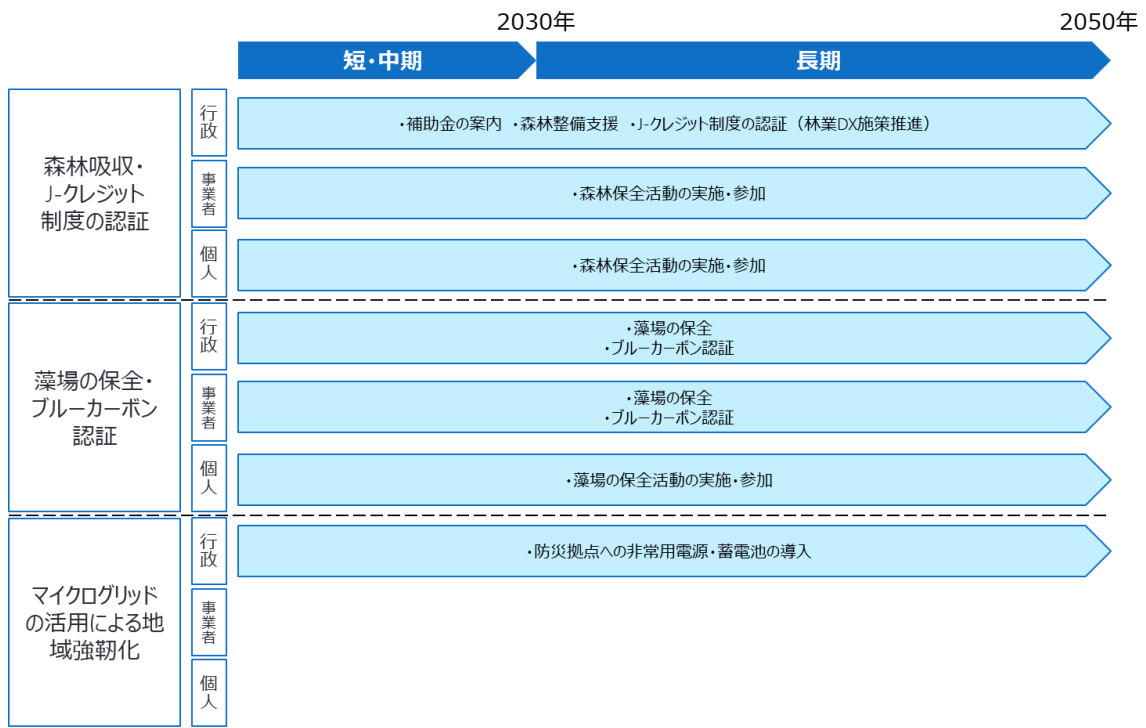 2030年
2050年
短・中期
長期
森林吸収・
J-クレジット
制度の認証
行政
・補助金の案内 ・森林整備支援 ・J-クレジット制度の認証（林業DX施策推進）
事業者
・森林保全活動の実施・参加
個人
・森林保全活動の実施・参加
藻場の保全・
ブルーカーボン
認証
行政
・藻場の保全
・ブルーカーボン認証
事業者
・藻場の保全
・ブルーカーボン認証
個人
・藻場の保全活動の実施・参加
マイクログリッド
の活用による地
域強靭化
行政
・防災拠点への非常用電源・蓄電池の導入
事業者
個人